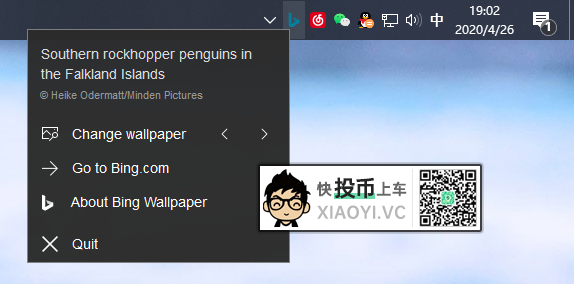 19:02
中
2020/4/26
1
Southern rockhopper penguins in
the Falkland Islands
© Heike Odermatt/Minden Pictures
Change wallpaper
Go to Bing.com
About Bing Wallpaper
Quit
快投币上车
XIAOYI.VC